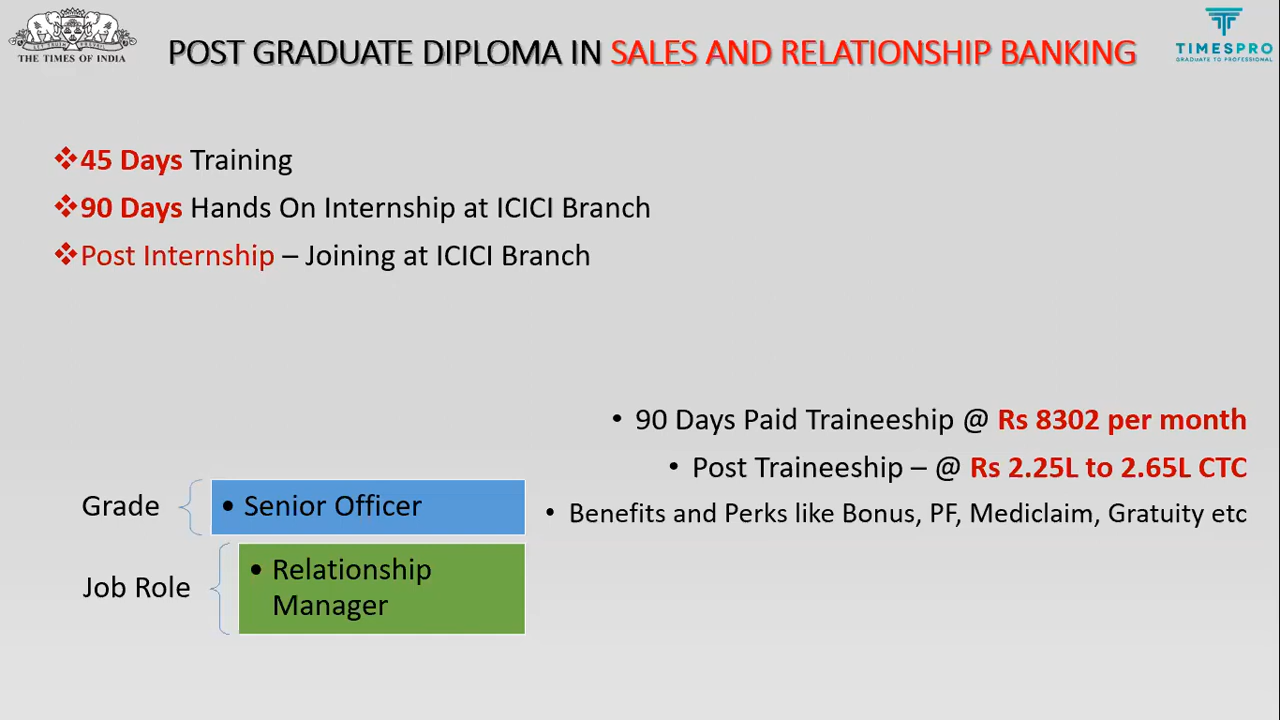 THE TIMES OF INDIA
POST GRADUATE DIPLOMA IN SALES AND RELATIONSHIP BANKING
TIMESPRO
GRADUATE TO PROFESSIONAL
❖45 Days Training
❖90 Days Hands On Internship at ICICI Branch
❖Post Internship – Joining at ICICI Branch
• 90 Days Paid Traineeship @ Rs 8302 per month
• Post Traineeship – @ Rs 2.25L to 2.65L CTC
• Benefits and Perks like Bonus, PF, Mediclaim, Gratuity etc
Grade
• Senior Officer
Job Role
• Relationship
Manager